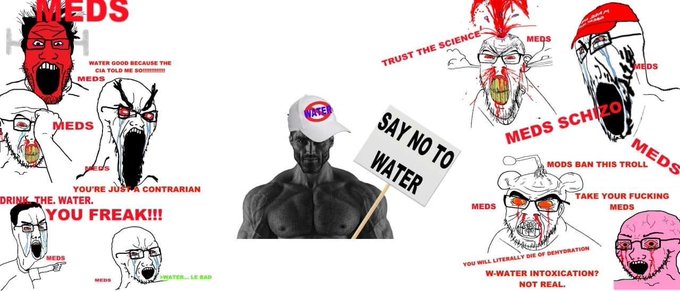 MEDS
WATER GOOD BECAUSE THE
CIA TOLD ME SO!!!!!!!!!!!
MEDS
MEDS
MEDS
YOU'RE JUST A CONTRARIAN
DRINK. THE. WATER.
YOU FREAK!!!
MEDS
MEDS
>WATER... LE BAD
WATER
SAY NO TO
WATER
TRUST THE SCIENCE
MEDS
MEDS
MEDS SCHIZO
MEDS
MODS BAN THIS TROLL
MEDS
TAKE YOUR FUCKING
MEDS
YOU WILL LITERALLY DIE OF DEHYDRATION
W-WATER INTOXICATION?
NOT REAL.